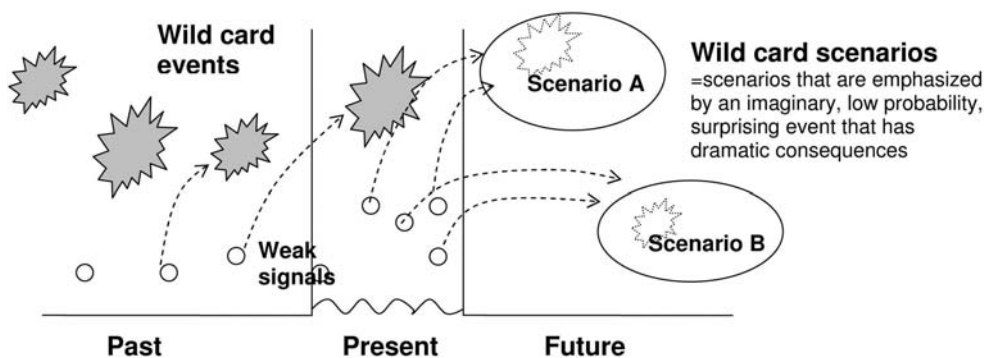 Wild card
events
Scenario A
Wild card scenarios
=scenarios that are emphasized
by an imaginary, low probability,
surprising event that has
dramatic consequences
Weak
signals
Scenario B
Past
Present
Future